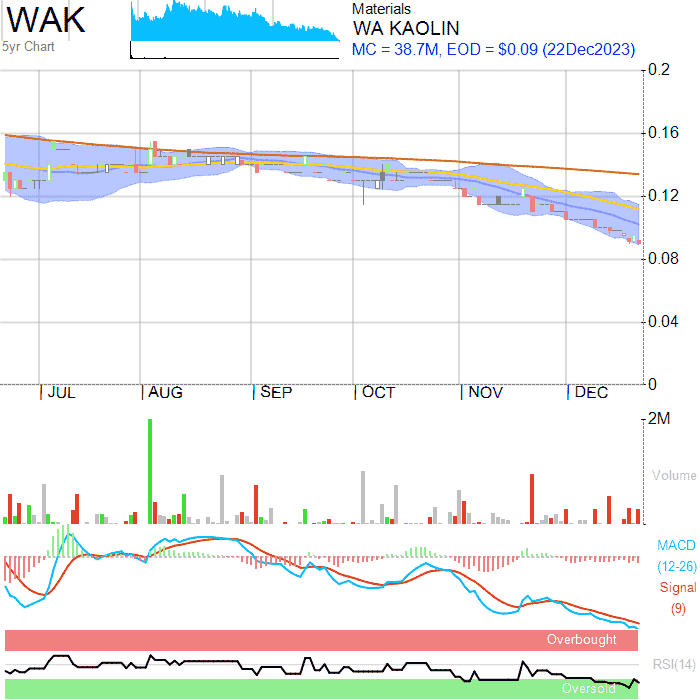 WAK
5yr Chart
Materials
WA KAOLIN
MC = 38.7M, EOD = $0.09 (22Dec2023)
0.2
0.16
0.12
0.08
0.04
0
JUL AUG SEP OCT NOV DEC
2M
Volume
MACD
(12-26)
Signal
(9)
Overbought
RSI(14)
Oversold